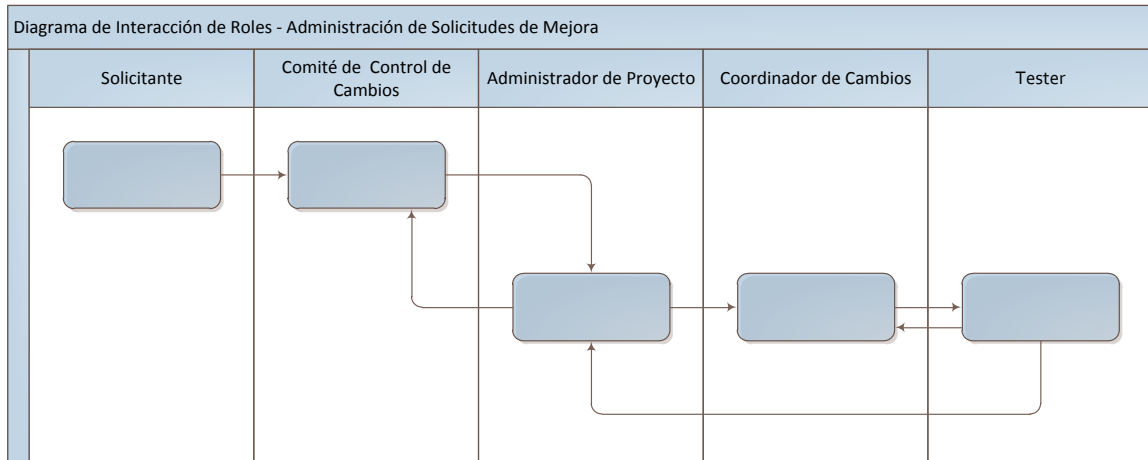 Diagrama de Interacción de Roles - Administración de Solicitudes de Mejora
Solicitante
Comité de Control de
Cambios
Administrador de Proyecto
Coordinador de Cambios
Tester